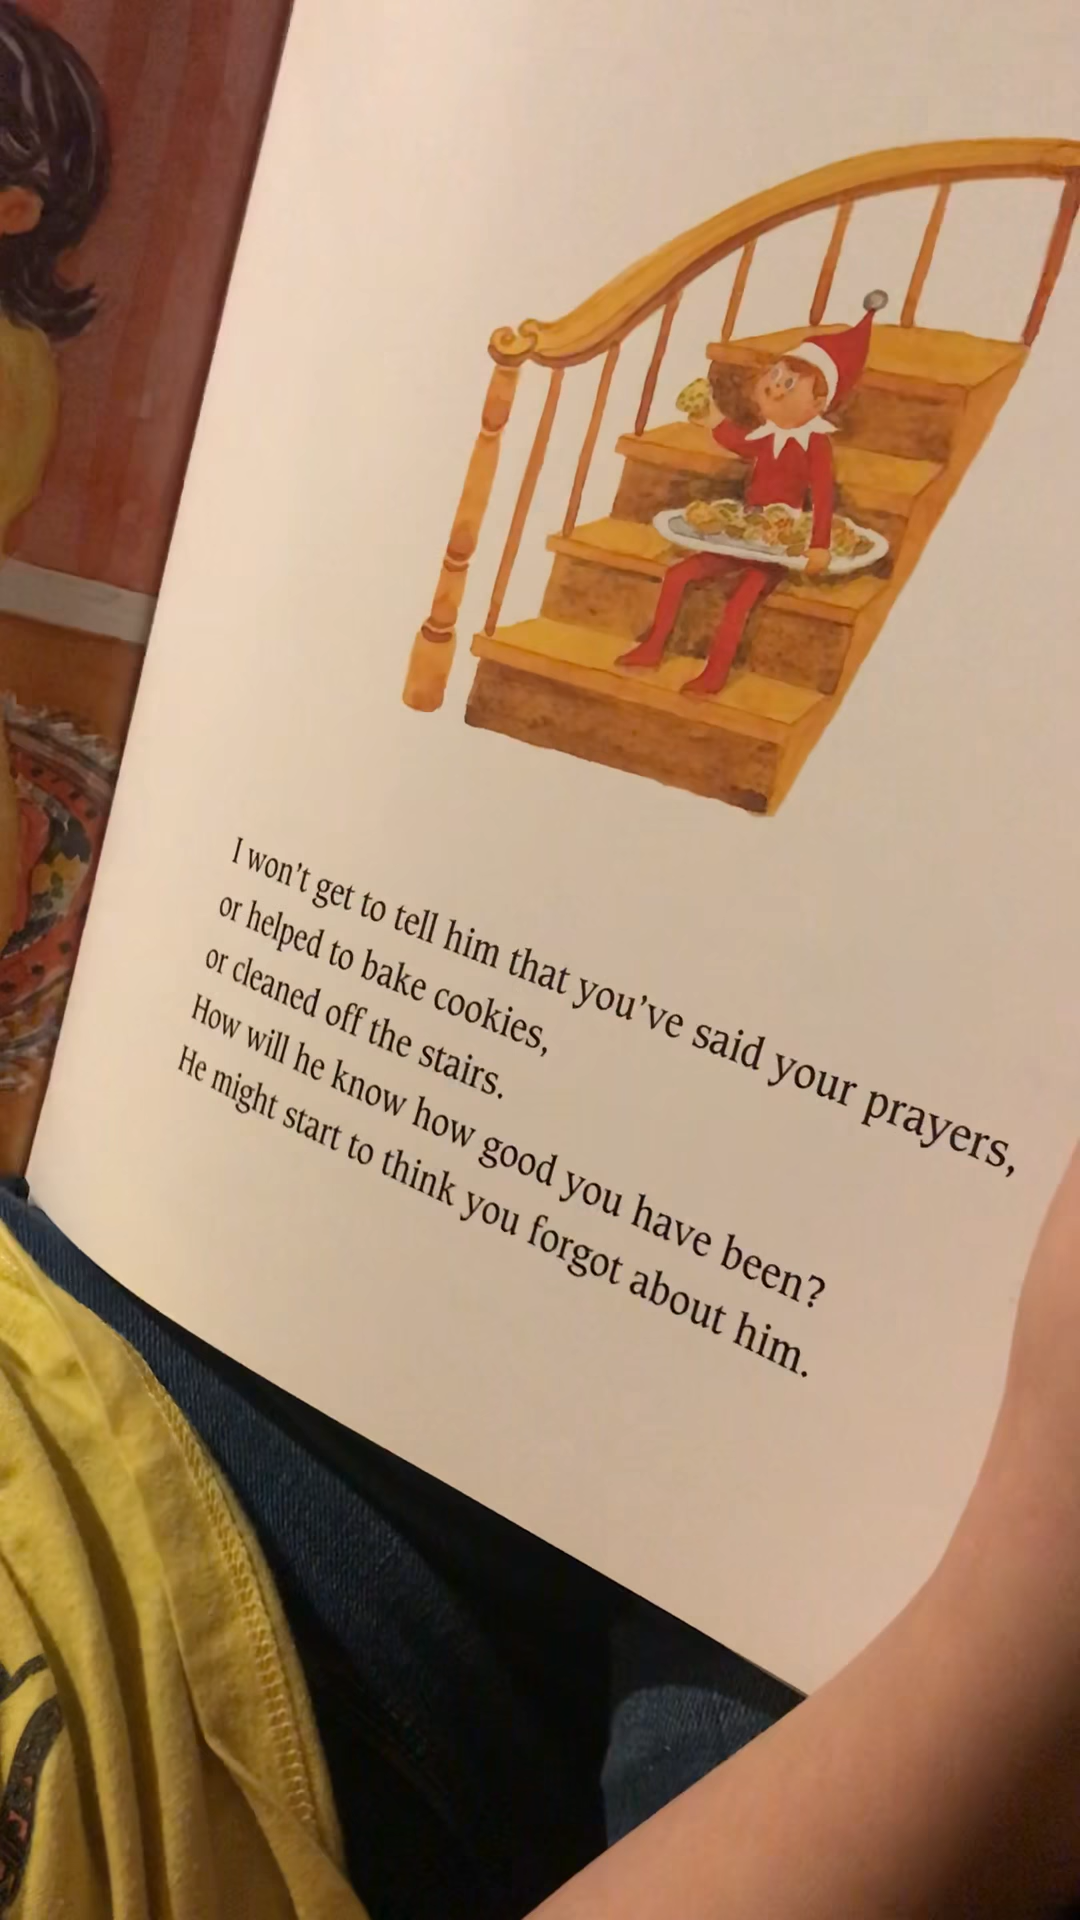 I won't get to tell him that you've said your prayers,
or helped to bake cookies,
or cleaned off the stairs.
How will he know how good you have been?
He might start to think you forgot about him.